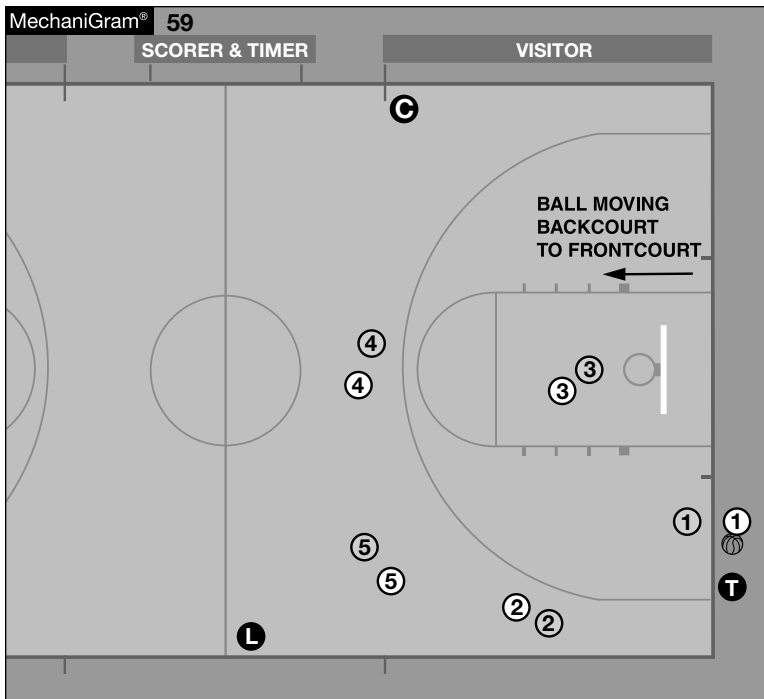 MechaniGram® 59
SCORER & TIMER VISITOR
C
BALL MOVING
BACKCOURT
TO FRONTCOURT
4
4
3
3
1 1
5
5
T
2
2
L